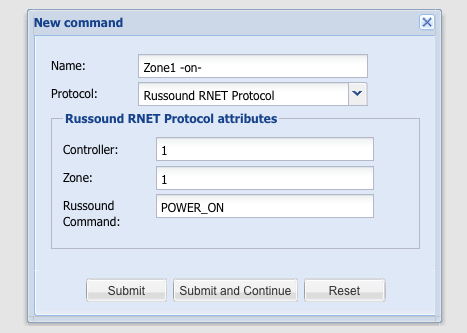 New command
Name: Zone1 -on-
Protocol: Russound RNET Protocol
Russound RNET Protocol attributes
Controller: 1
Zone: 1
Russound Command: POWER_ON
Submit Submit and Continue Reset